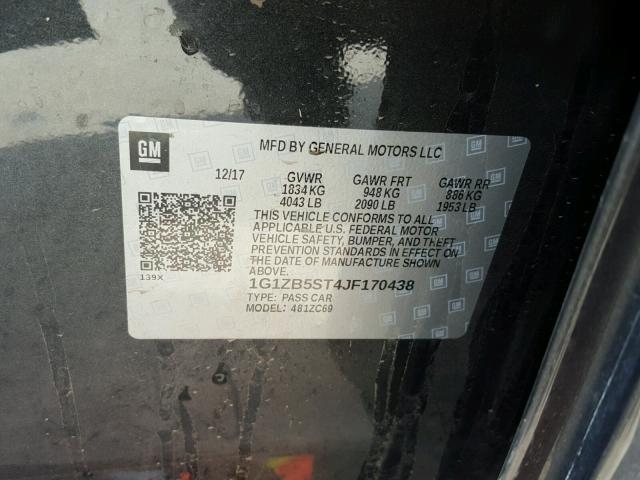 GM
MFD BY GENERAL MOTORS LLC
12/17 GVWR GAWR FRT GAWR RR
1834 KG 948 KG 886 KG
4043 LB 2090 LB 1953 LB
THIS VEHICLE CONFORMS TO ALL
APPLICABLE U.S. FEDERAL MOTOR
VEHICLE SAFETY, BUMPER, AND THEFT
PREVENTION STANDARDS IN EFFECT ON
THE DATE OF MANUFACTURE SHOWN
ABOVE.
139X
1G1ZB5ST4JF170438
TYPE: PASS CAR
MODEL: 481ZC69